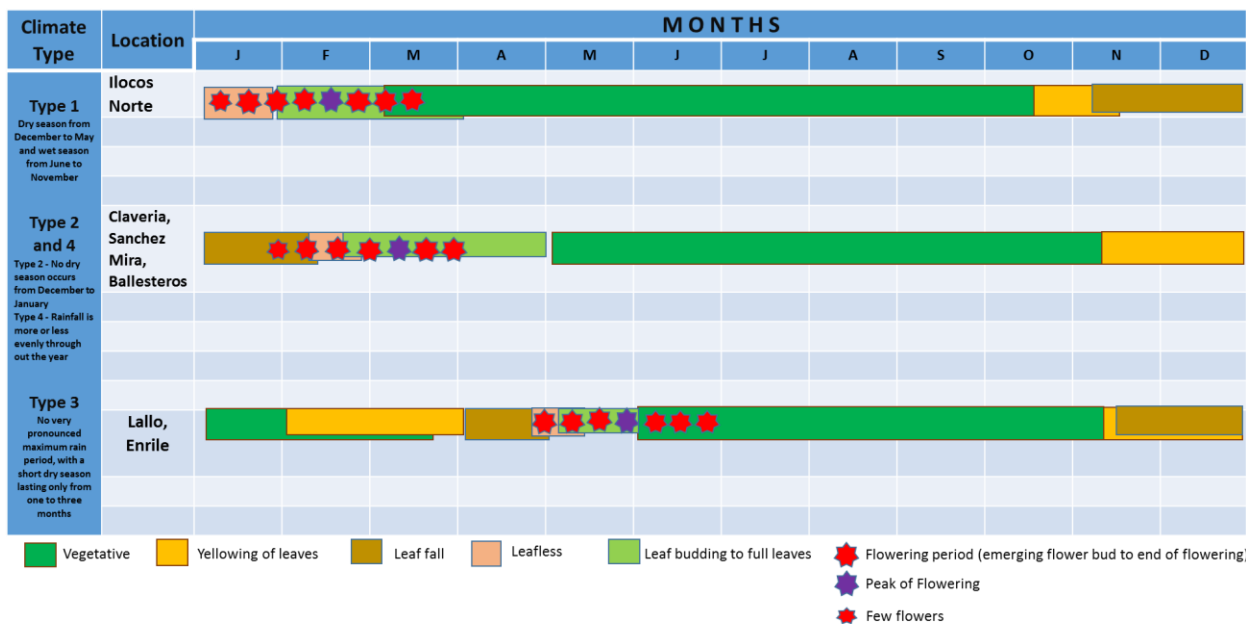 Climate Type
Location
MONTHS
J F M A M J J A S O N D
Type 1
Dry season from
December to May
and wet season
from June to
November
Ilocos
Norte
Type 2
and 4
Type 2 - No dry
season occurs
from December to
January
Type 4 - Rainfall is
more or less
evenly through
out the year
Claveria,
Sanchez
Mira,
Ballesteros
Type 3
No very
pronounced
maximum rain
period, with a
short dry season
lasting only from
one to three
months
Lallo,
Enrile
Vegetative
Yellowing of leaves
Leaf fall
Leafless
Leaf budding to full leaves
Flowering period (emerging flower bud to end of flowering)
Peak of Flowering
Few flowers